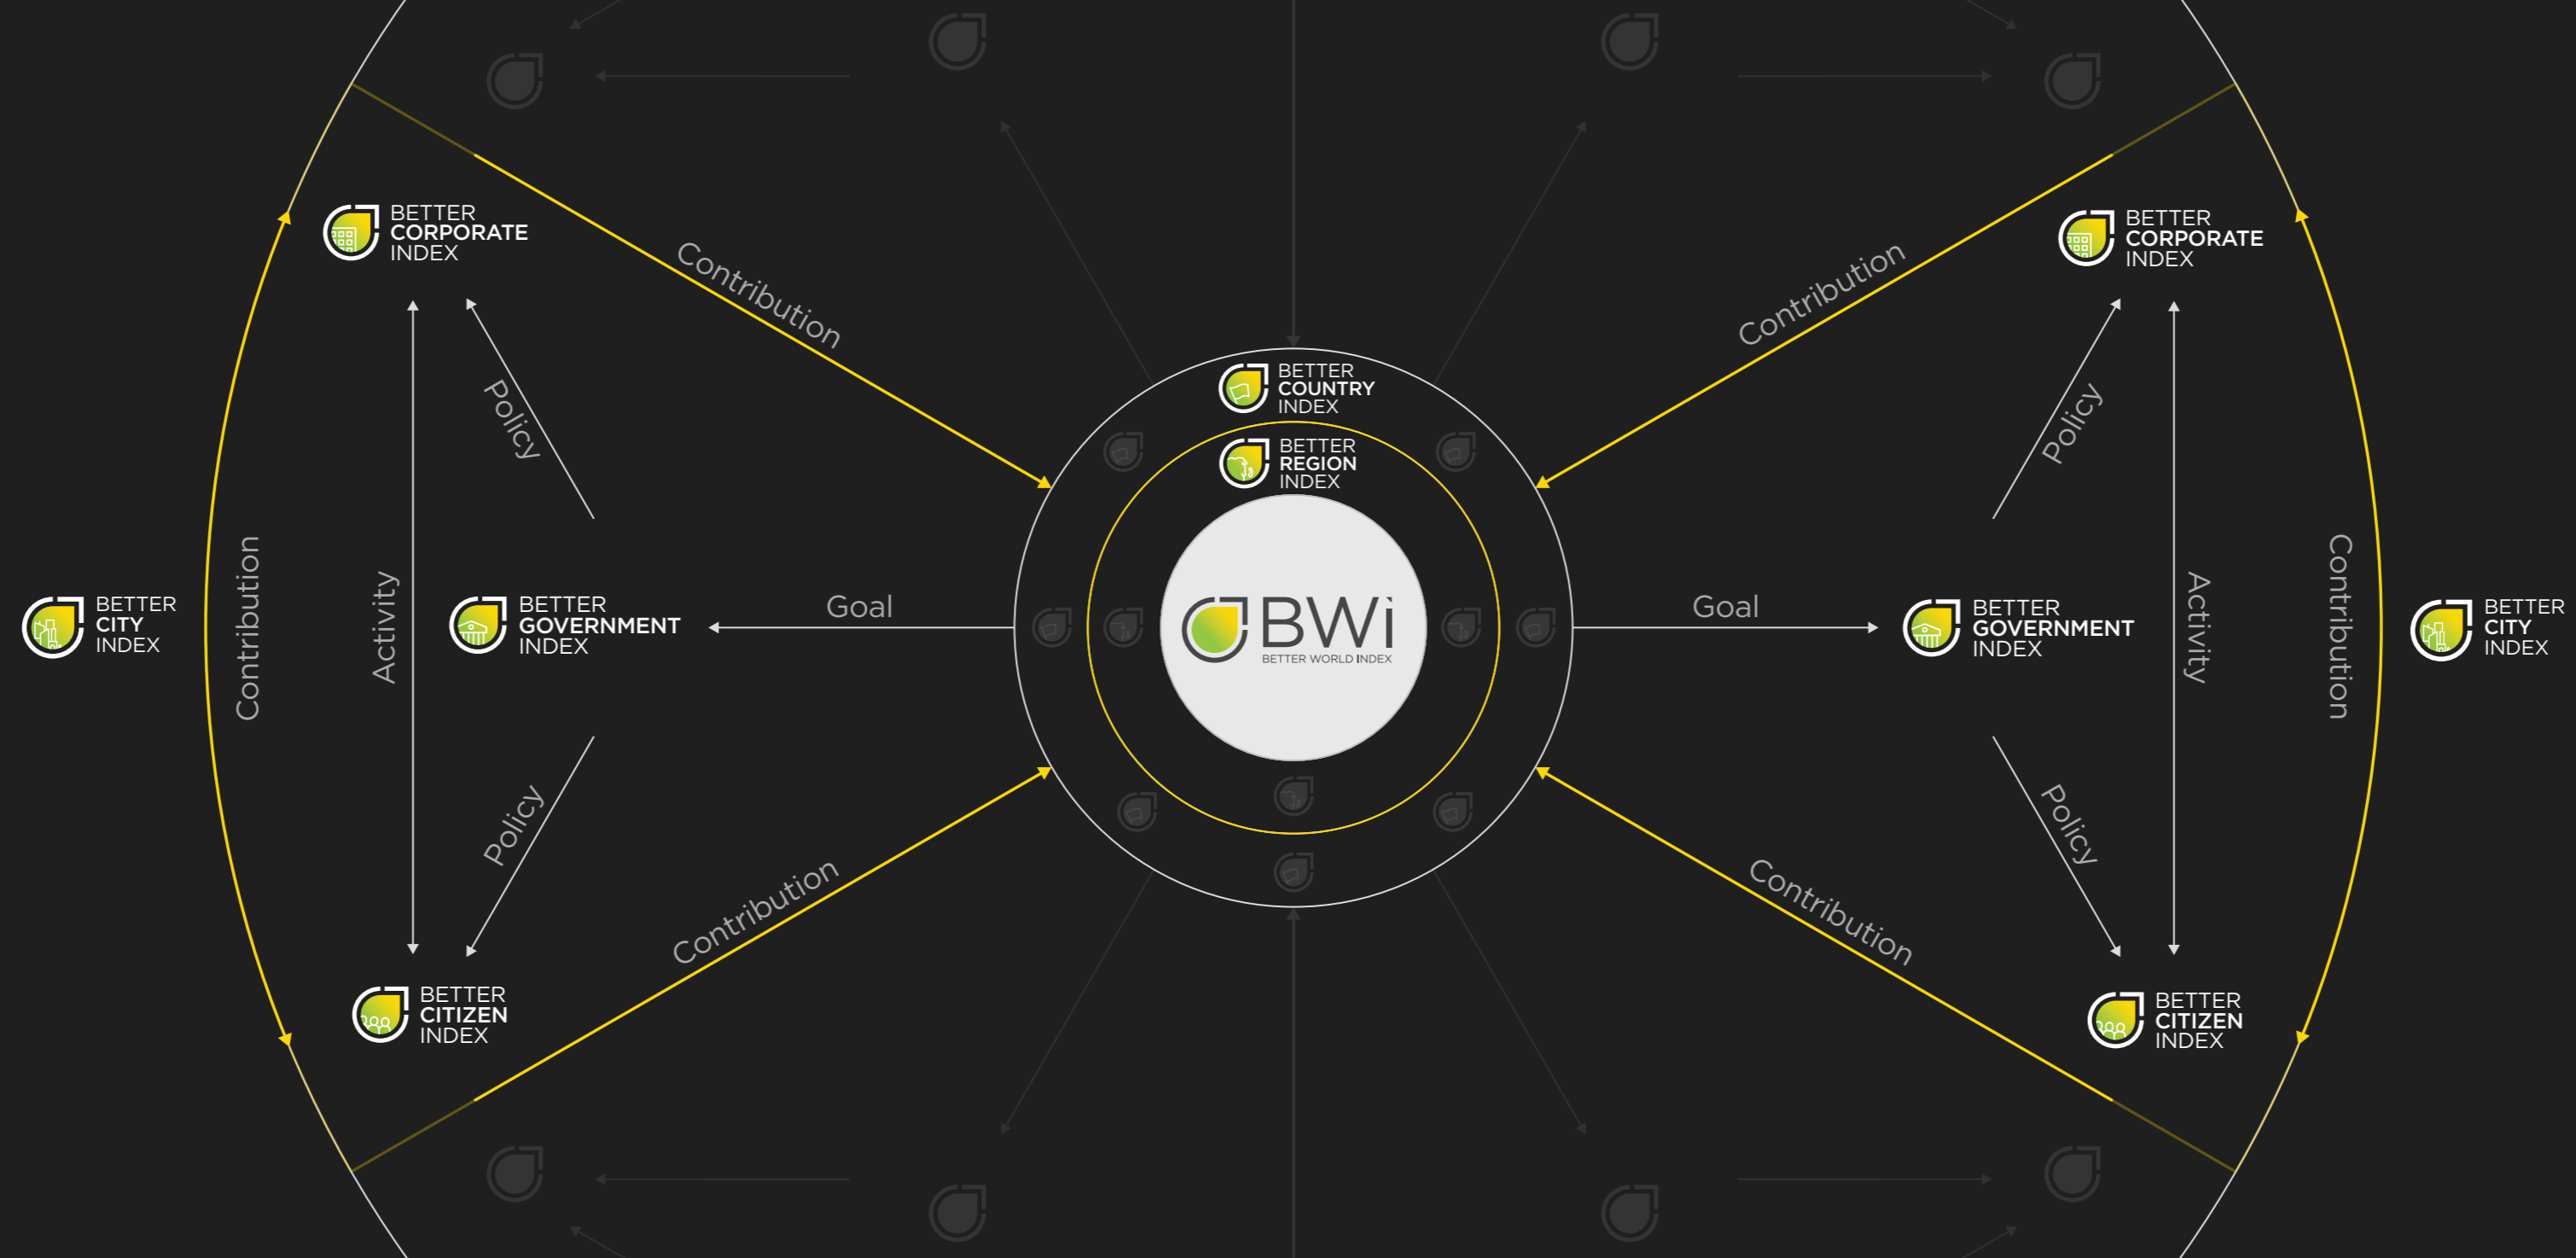 BETTER
CORPORATE
INDEX
BETTER
CORPORATE
INDEX
Contribution
Contribution
Policy
Policy
BETTER
COUNTRY
INDEX
BETTER
REGION
INDEX
BETTER
CITY
INDEX
Contribution
Activity
BETTER
GOVERNMENT
INDEX
Goal
BWi
BETTER WORLD INDEX
Goal
BETTER
GOVERNMENT
INDEX
Activity
Contribution
BETTER
CITY
INDEX
Policy
Policy
Contribution
Contribution
BETTER
CITIZEN
INDEX
BETTER
CITIZEN
INDEX